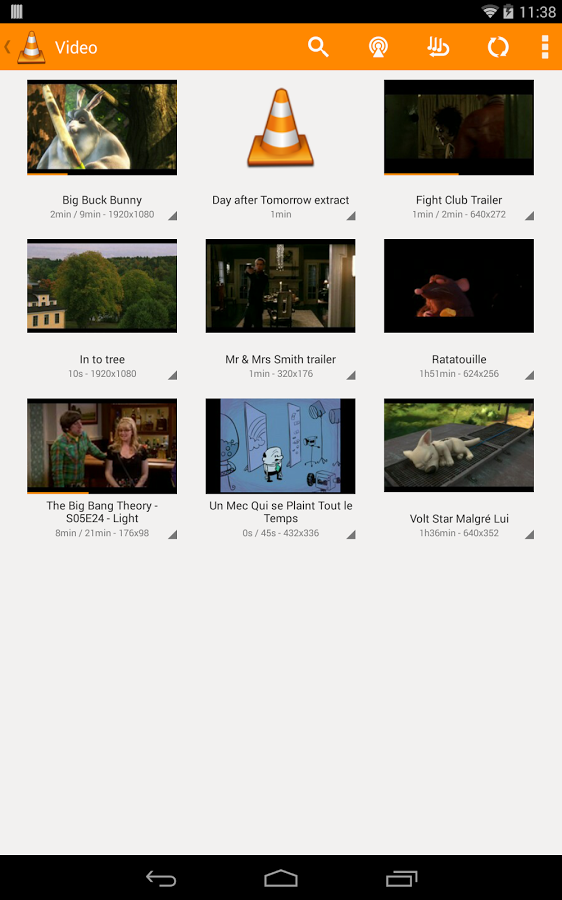 11:38
Video
Big Buck Bunny
2min / 9min - 1920x1080
Day after Tomorrow extract
1min
Fight Club Trailer
1min / 2min - 640x272
In to tree
10s - 1920x1080
Mr & Mrs Smith trailer
1min - 320x176
Ratatouille
1h51min - 624x256
The Big Bang Theory -
S05E24 - Light
8min / 21min - 176x98
Un Mec Qui se Plaint Tout le
Temps
0s / 45s - 432x336
Volt Star Malgré Lui
1h36min - 640x352